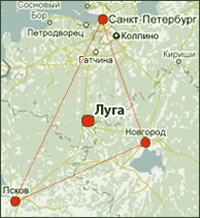 Сосновый
Бор
Санкт-Петербург
Петродворец
Колпино
Гатчина
Кириши
Луга
Новгород
Псков